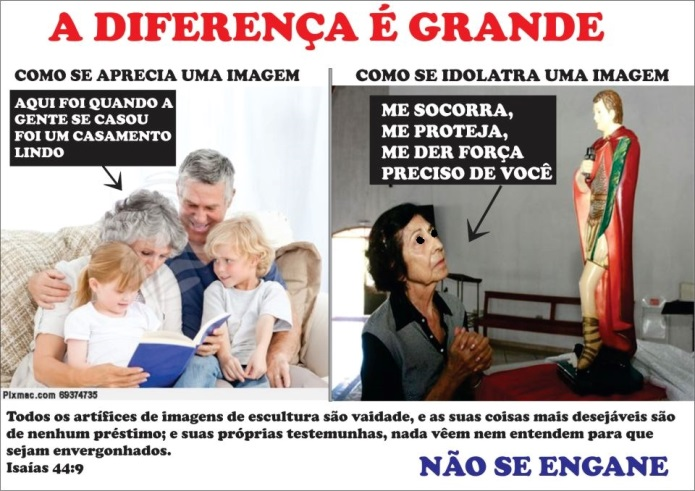 A DIFERENÇA É GRANDE
COMO SE APRECIA UMA IMAGEM
AQUI FOI QUANDO A
GENTE SE CASOU
FOI UM CASAMENTO
LINDO
Pixmac.com 69374735
COMO SE IDOLATRA UMA IMAGEM
ME SOCORRA,
ME PROTEJA,
ME DER FORÇA
PRECISO DE VOCÊ
Todos os artífices de imagens de escultura são vaidade, e as suas coisas mais desejáveis são
de nenhum préstimo; e suas próprias testemunhas, nada vêem nem entendem para que
sejam envergonhados.
Isaías 44:9
NÃO SE ENGANE